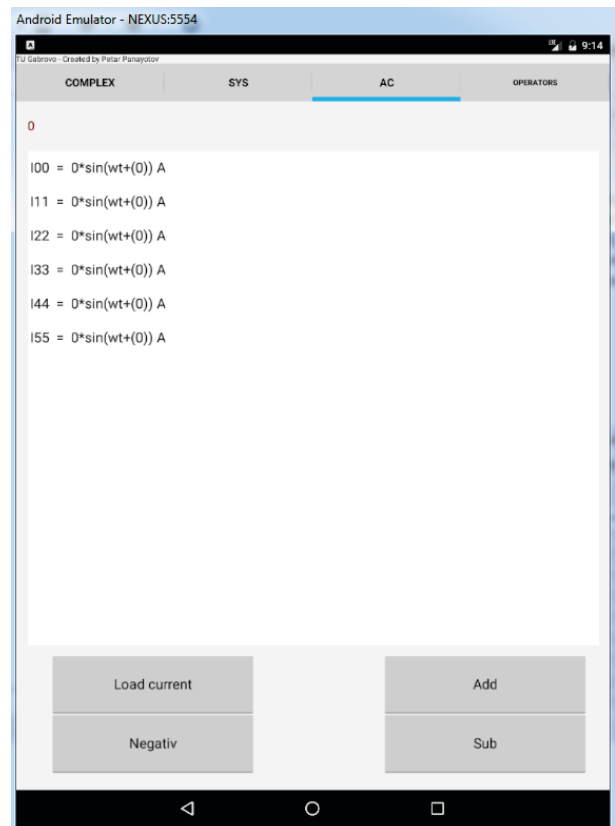 Android Emulator - NEXUS:5554
A LTE 9:14
TU Gabrovo - Created by Petar Panayotov
COMPLEX SYS AC OPERATORS
0
I00 = 0*sin(wt+(0)) A
I11 = 0*sin(wt+(0)) A
I22 = 0*sin(wt+(0)) A
I33 = 0*sin(wt+(0)) A
I44 = 0*sin(wt+(0)) A
I55 = 0*sin(wt+(0)) A
Load current Add
Negativ Sub